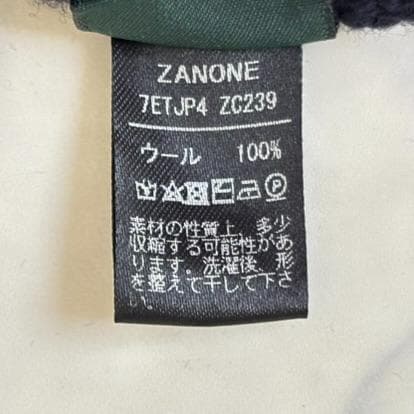 ZANONE
7ETJP4 ZC239
ウール 100%
素材の性質上、多少
収縮する可能性があ
ります。洗濯後、形
を整えて干して下さ
い。